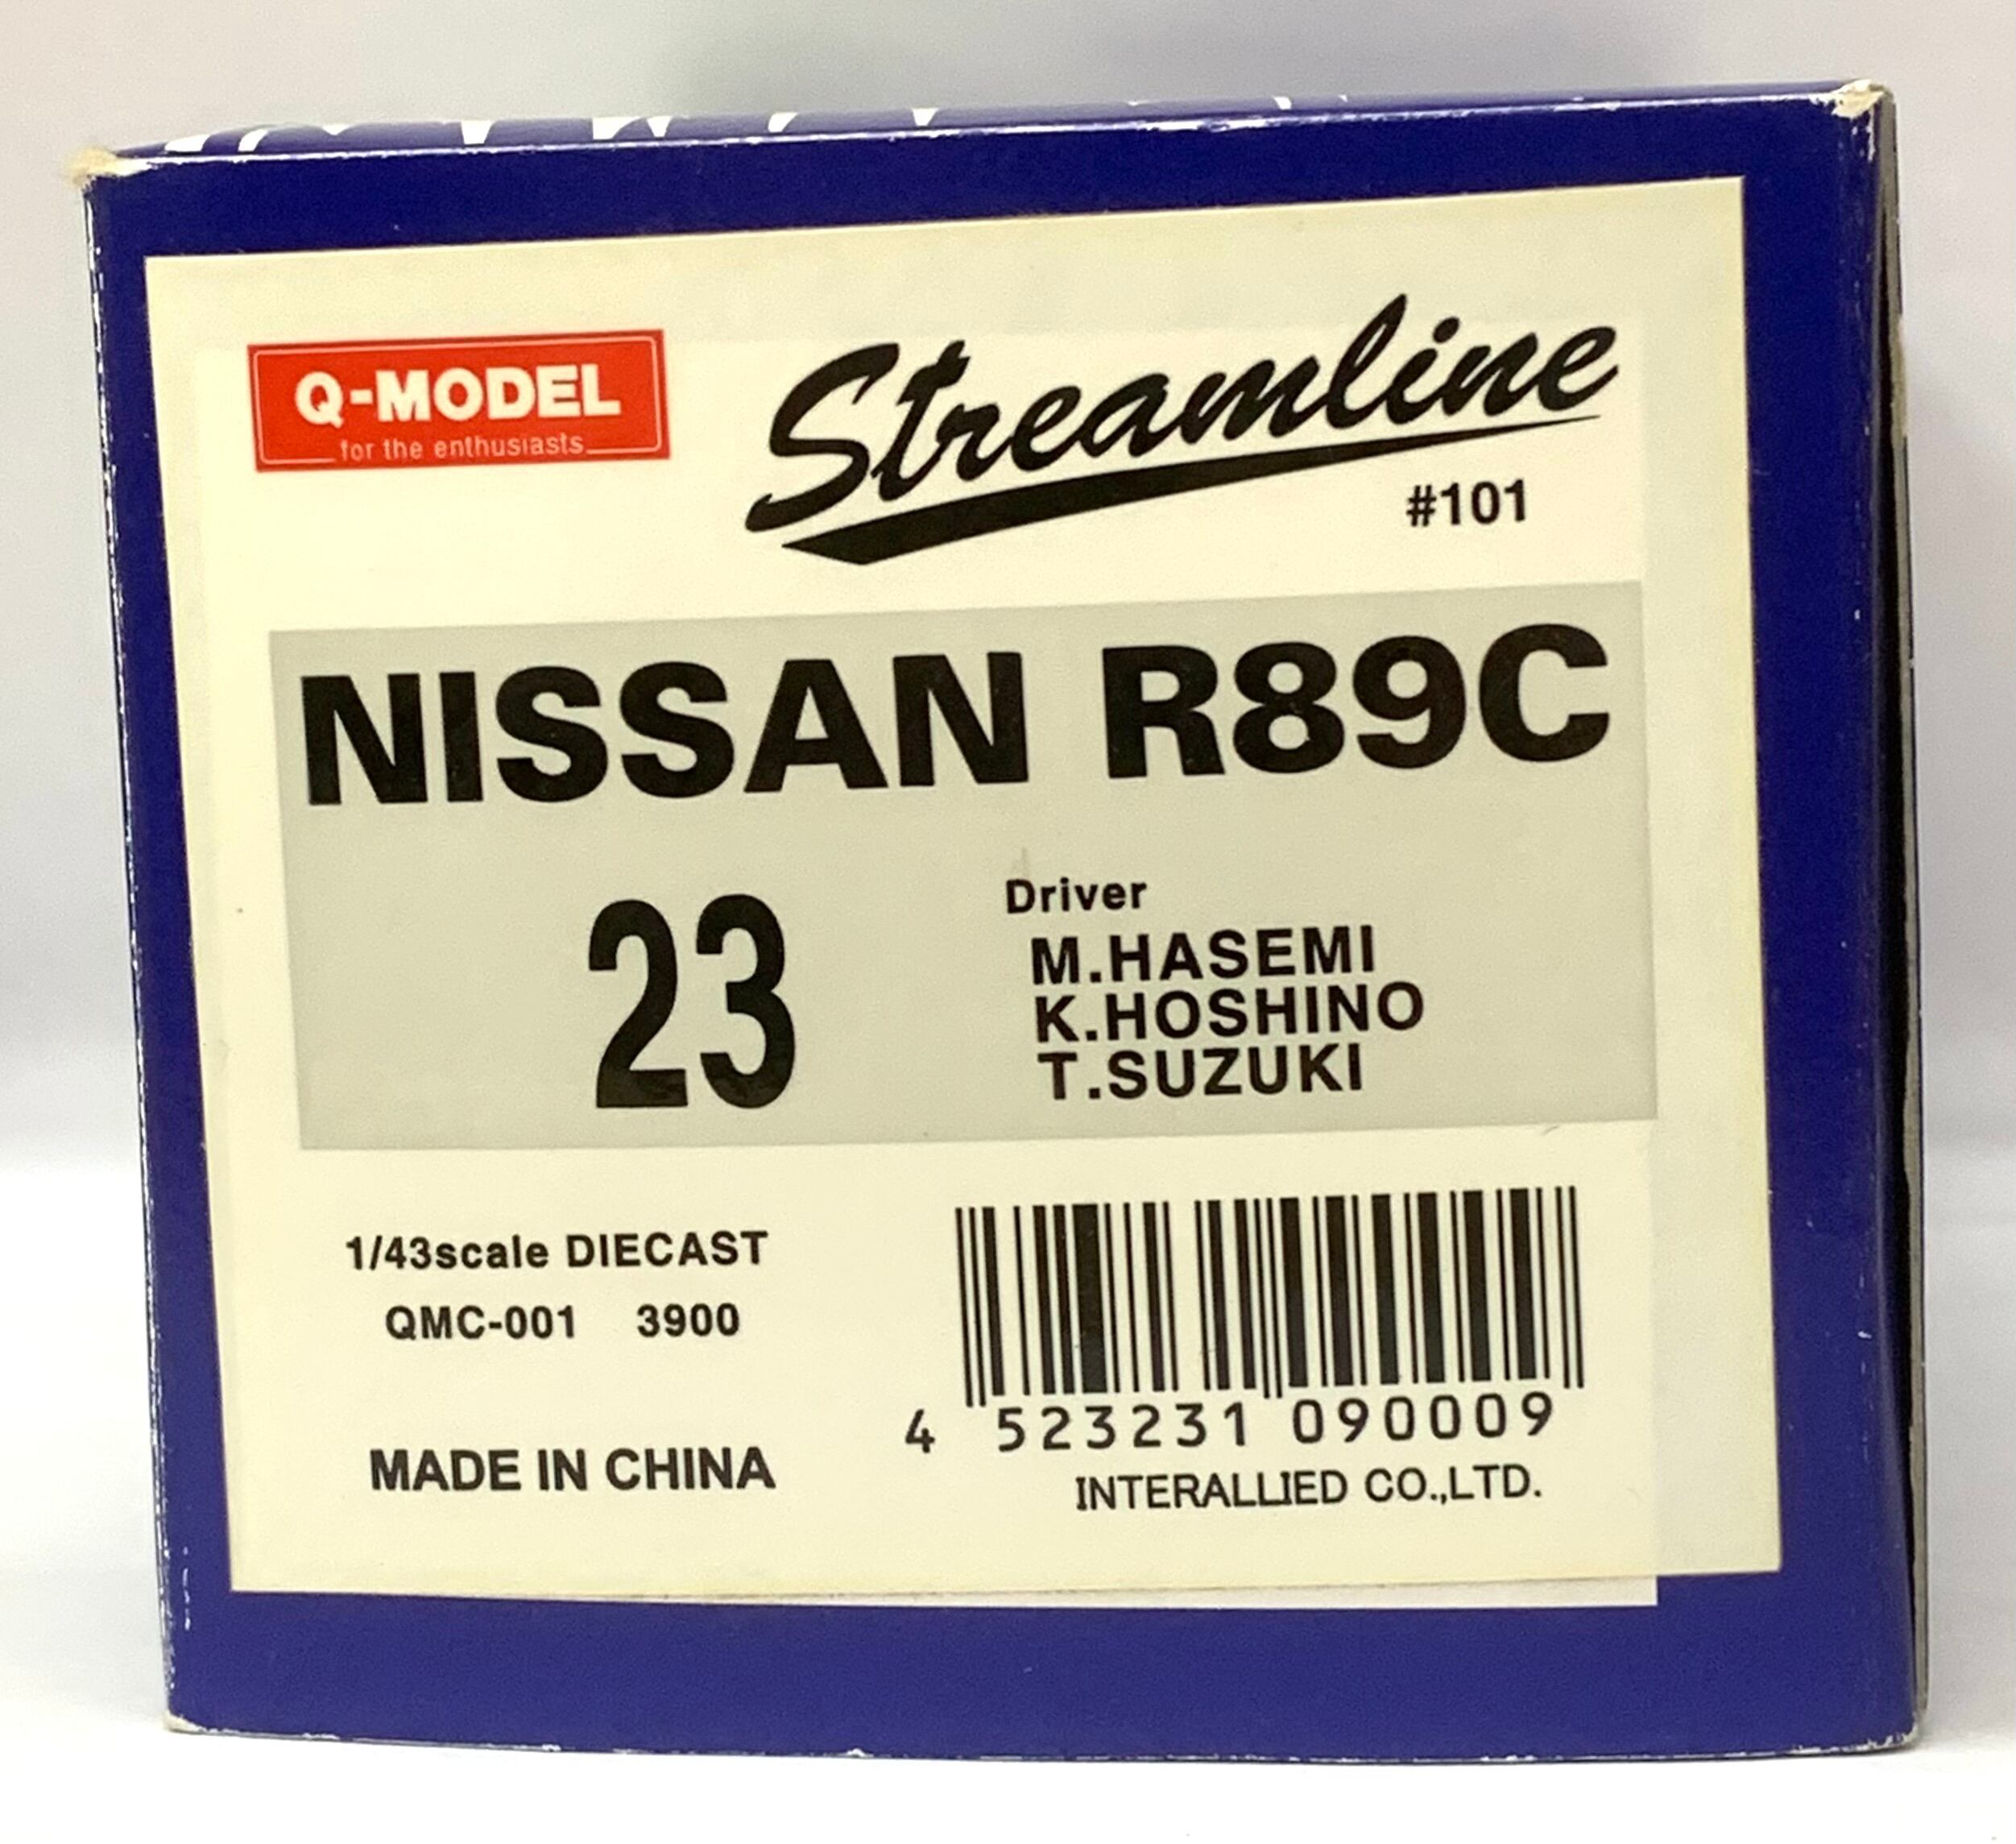 Q-MODEL
for the enthusiasts
Streamline
#101
NISSAN R89C
23
Driver
M.HASEMI
K.HOSHINO
T.SUZUKI
1/43scale DIECAST
QMC-001 3900
MADE IN CHINA
4 523231 090009
INTERALLIED CO.,LTD.